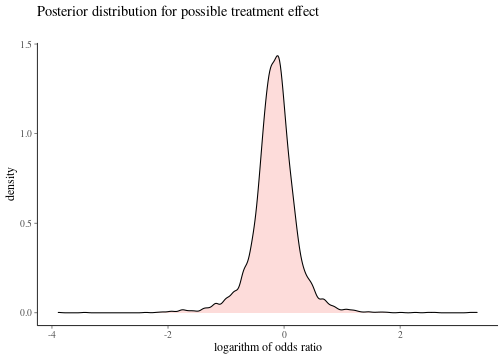 Posterior distribution for possible treatment effect
1.5
1.0
0.5
0.0
density
-4
-2
0
2
logatham of odds ratio